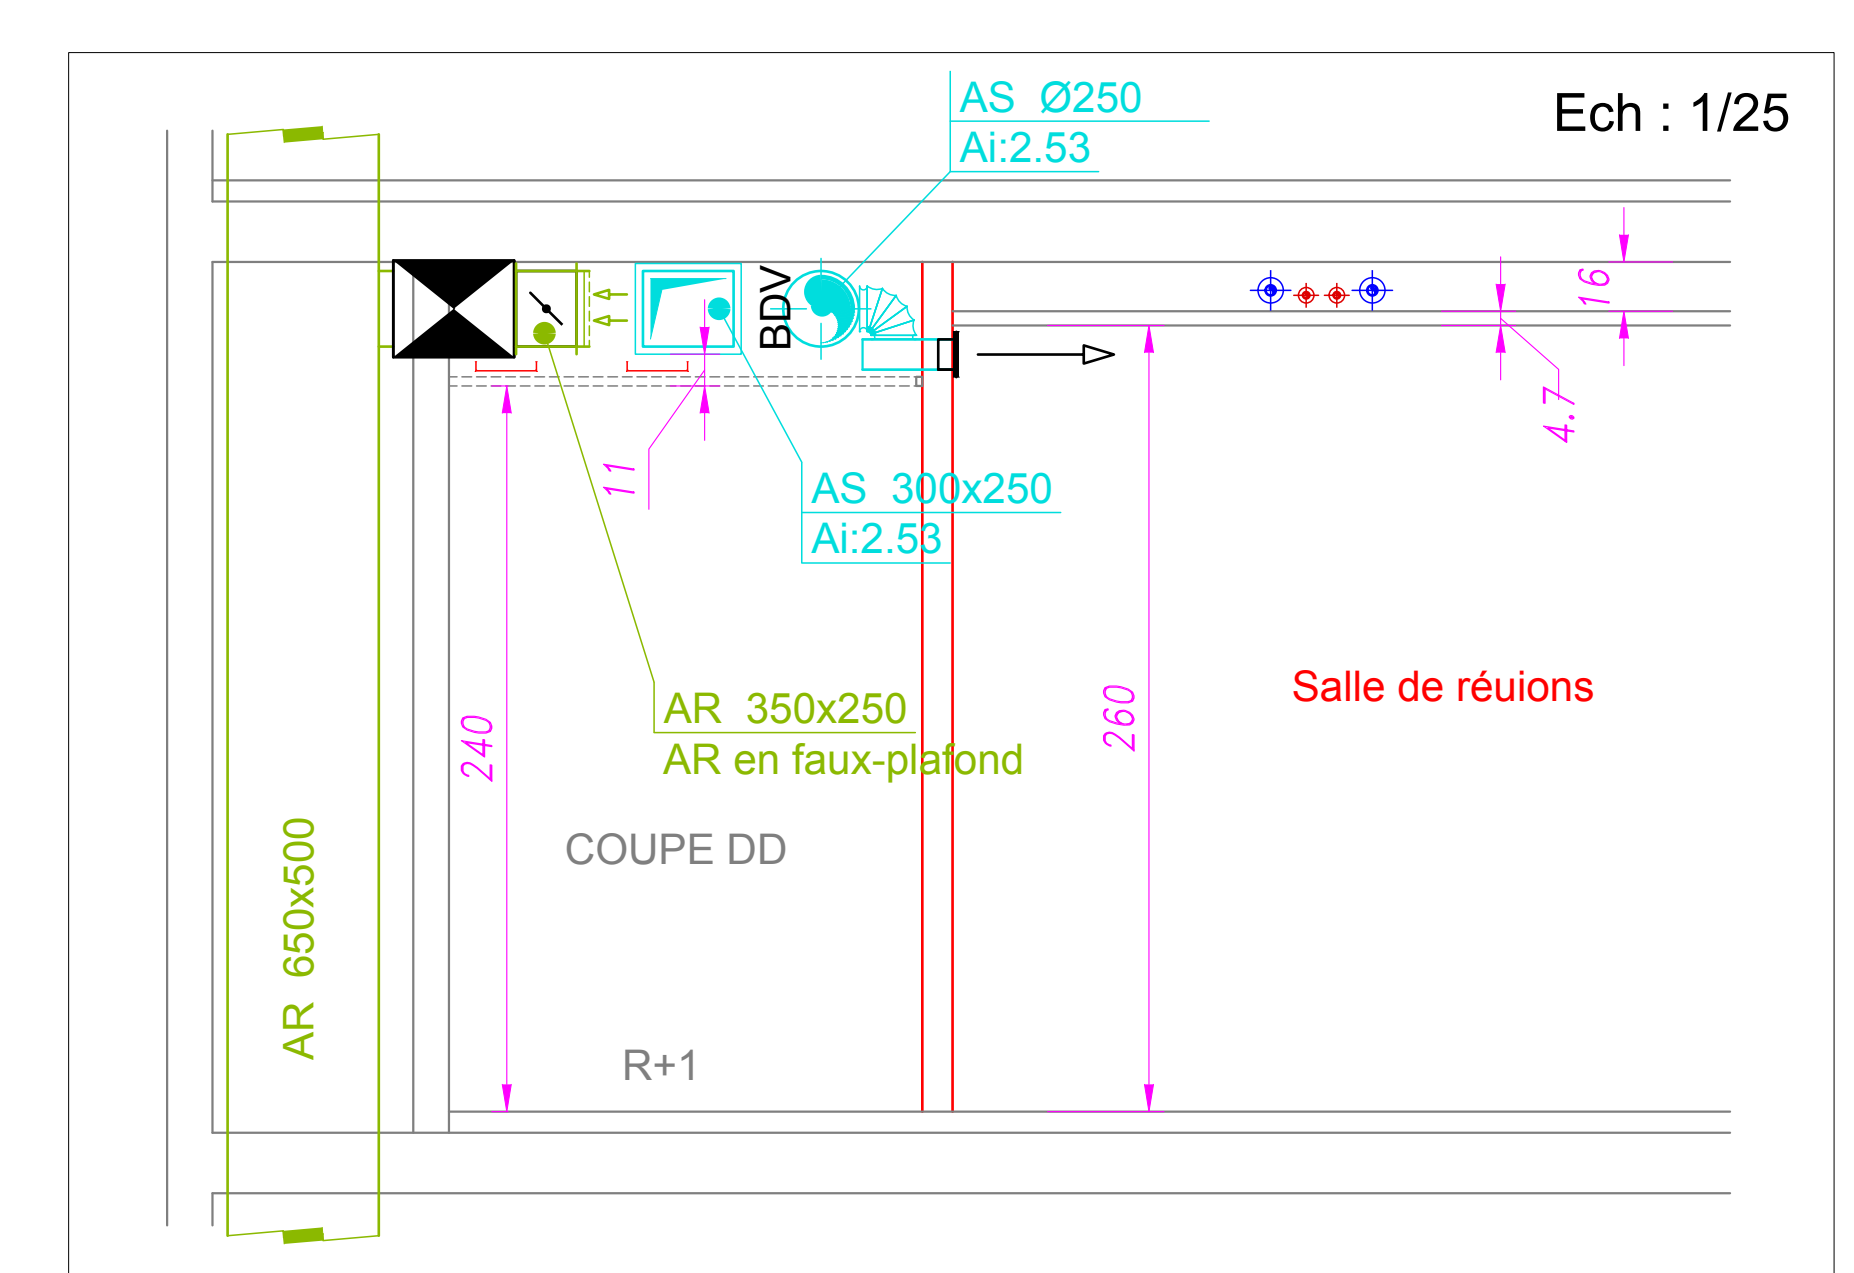 AS Ø250
Ai:2.53
Ech : 1/25
BDV
16
4.7
11
AS 300x250
Ai:2.53
240
AR 350x250
AR en faux-plafond
260
Salle de réuions
COUPE DD
AR 650x500
R+1